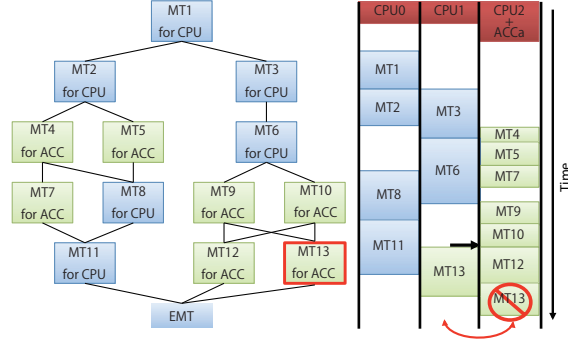 MT1
for CPU
MT2
for CPU
MT3
for CPU
MT4
for ACC
MT5
for ACC
MT6
for CPU
MT7
for ACC
MT8
for CPU
MT9
for ACC
MT10
for ACC
MT11
for CPU
MT12
for ACC
MT13
for ACC
EMT
CPU0
CPU1
CPU2
+
ACCa
MT1
MT2
MT3
MT4
MT5
MT6
MT7
MT8
MT9
MT10
MT11
MT12
MT13
MT13
Time